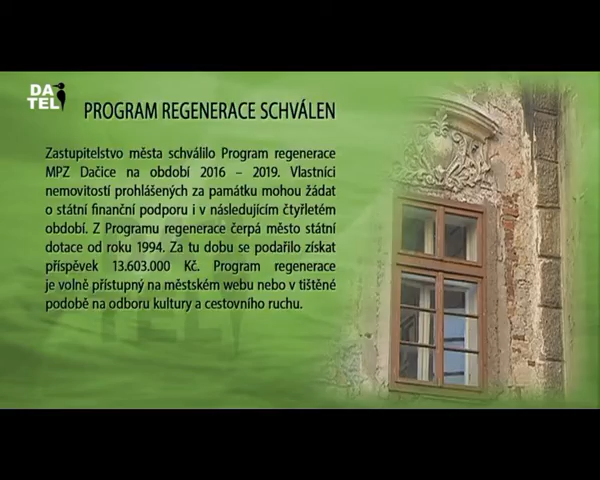 DA
TEL
PROGRAM REGENERACE SCHVÁLEN
Zastupitelstvo města schválilo Program regenerace
MPZ Dačice na období 2016 – 2019. Vlastníci
nemovitostí prohlášených za památku mohou žádat
o státní finanční podporu i v následujícím čtyřletém
období. Z Programu regenerace čerpá město státní
dotace od roku 1994. Za tu dobu se podařilo získat
příspěvek 13.603.000 Kč. Program regenerace
je volně přístupný na městském webu nebo v tištěné
podobě na odboru kultury a cestovního ruchu.